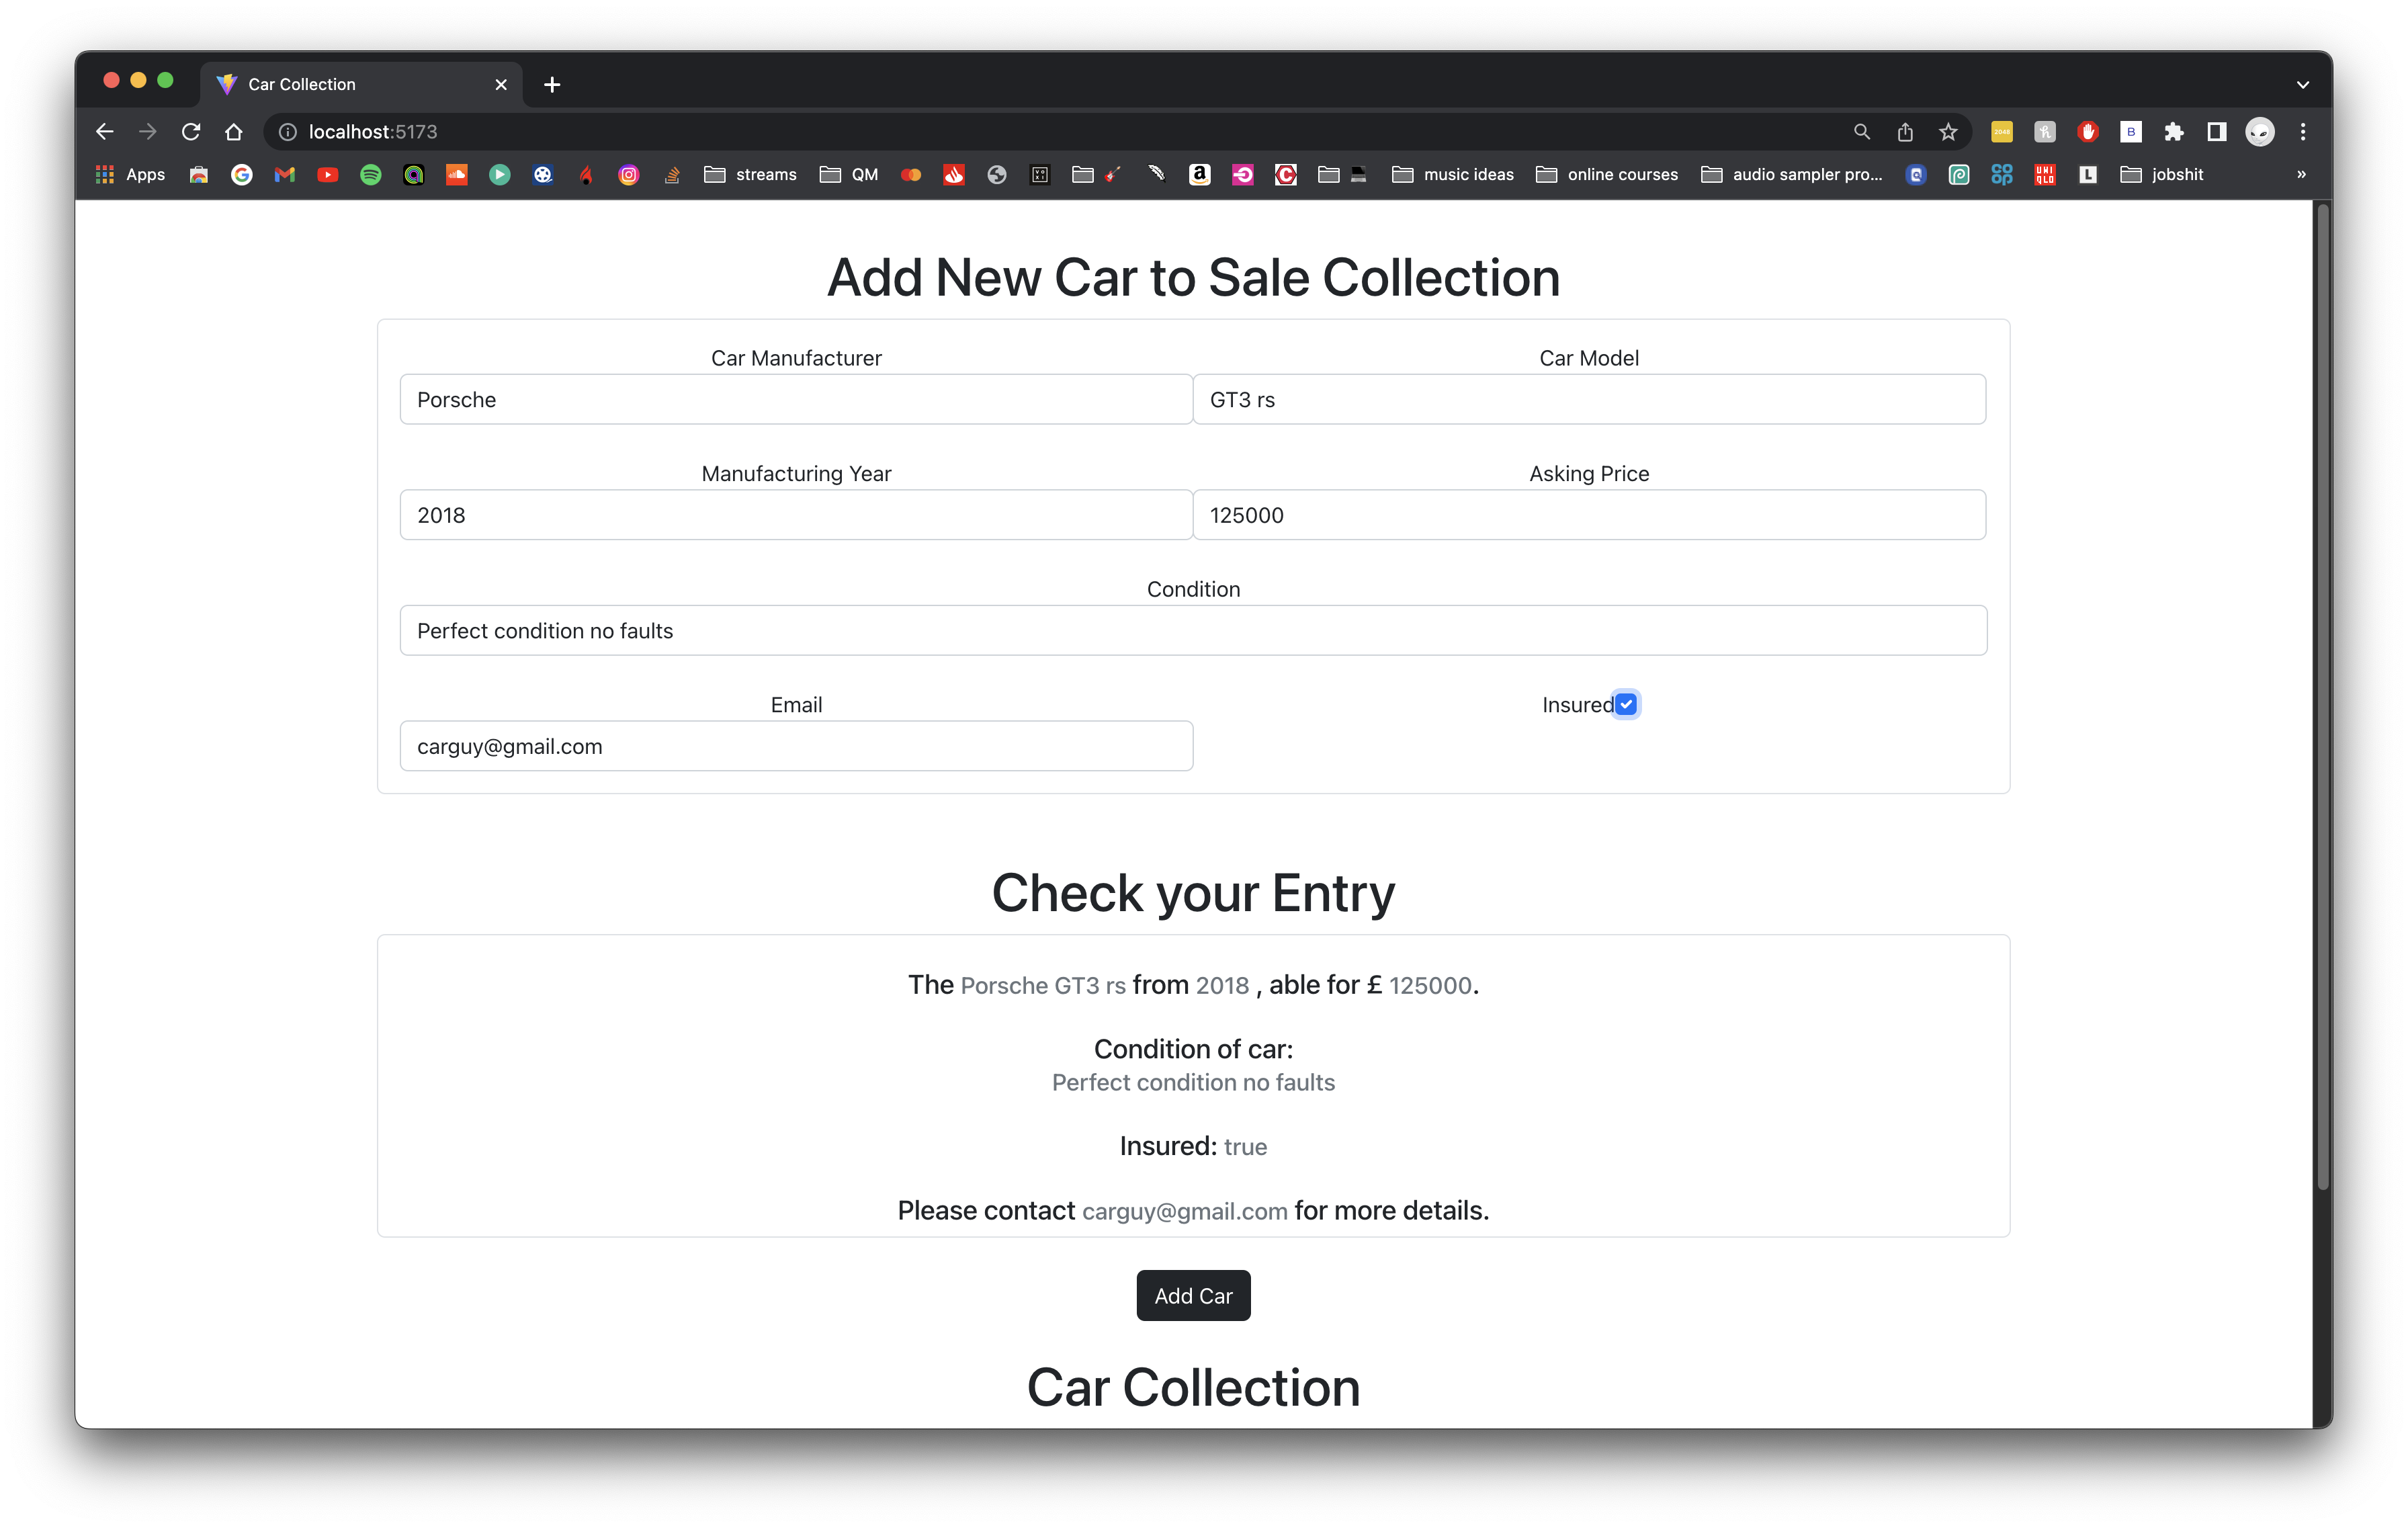 Car Collection
localhost:5173
Apps streams QM music ideas online courses audio sampler pro... jobshit »
Add New Car to Sale Collection
Car Manufacturer Car Model
Porsche GT3 rs
Manufacturing Year Asking Price
2018 125000
Condition
Perfect condition no faults
Email Insured
carguy@gmail.com
Check your Entry
The Porsche GT3 rs from 2018 , able for £ 125000.
Condition of car:
Perfect condition no faults
Insured: true
Please contact carguy@gmail.com for more details.
Add Car
Car Collection